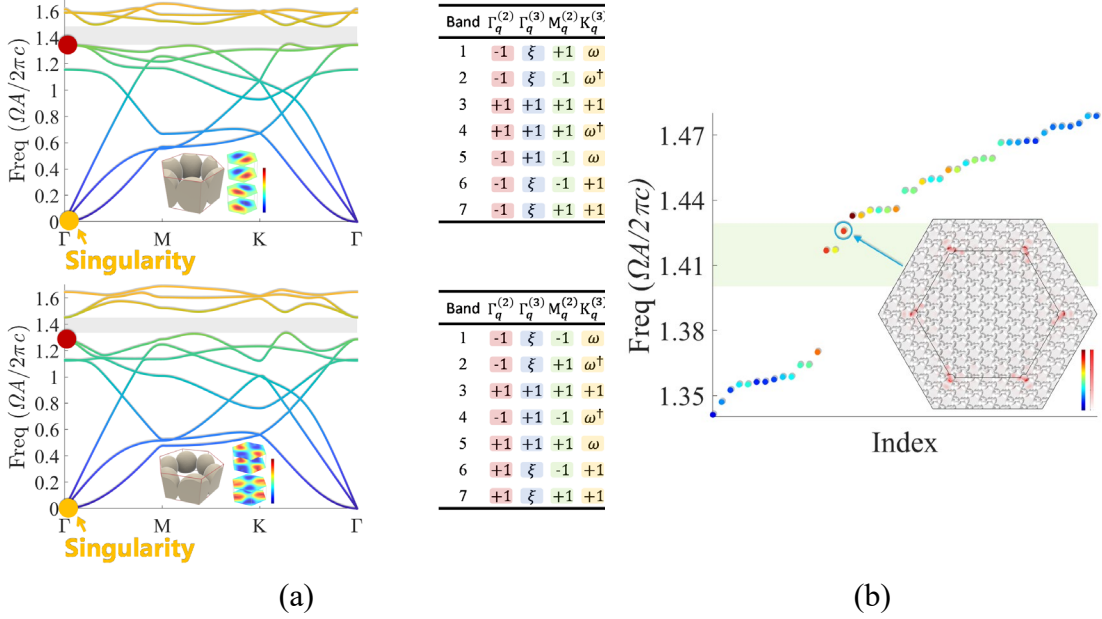 1.6
1.4
1.2
1
0.8
0.6
0.4
0.2
0
Freq (ΩA/2πc)
Γ M K Γ
Singularity
Band Γq(2) Γq(3) Mq(2) Kq(3)
1 -1 ξ +1 ω
2 -1 ξ -1 ω†
3 +1 +1 +1 +1
4 +1 +1 +1 ω†
5 -1 +1 -1 ω
6 -1 ξ -1 +1
7 -1 ξ +1 +1
1.6
1.4
1.2
1
0.8
0.6
0.4
0.2
0
Freq (ΩA/2πc)
Γ M K Γ
Singularity
Band Γq(2) Γq(3) Mq(2) Kq(3)
1 -1 ξ -1 ω
2 -1 ξ +1 ω†
3 +1 +1 +1 +1
4 -1 +1 -1 ω†
5 +1 +1 +1 ω
6 +1 ξ -1 +1
7 +1 ξ +1 +1
(a)
1.47
1.44
1.41
1.38
1.35
Freq (ΩA/2πc)
Index
(b)